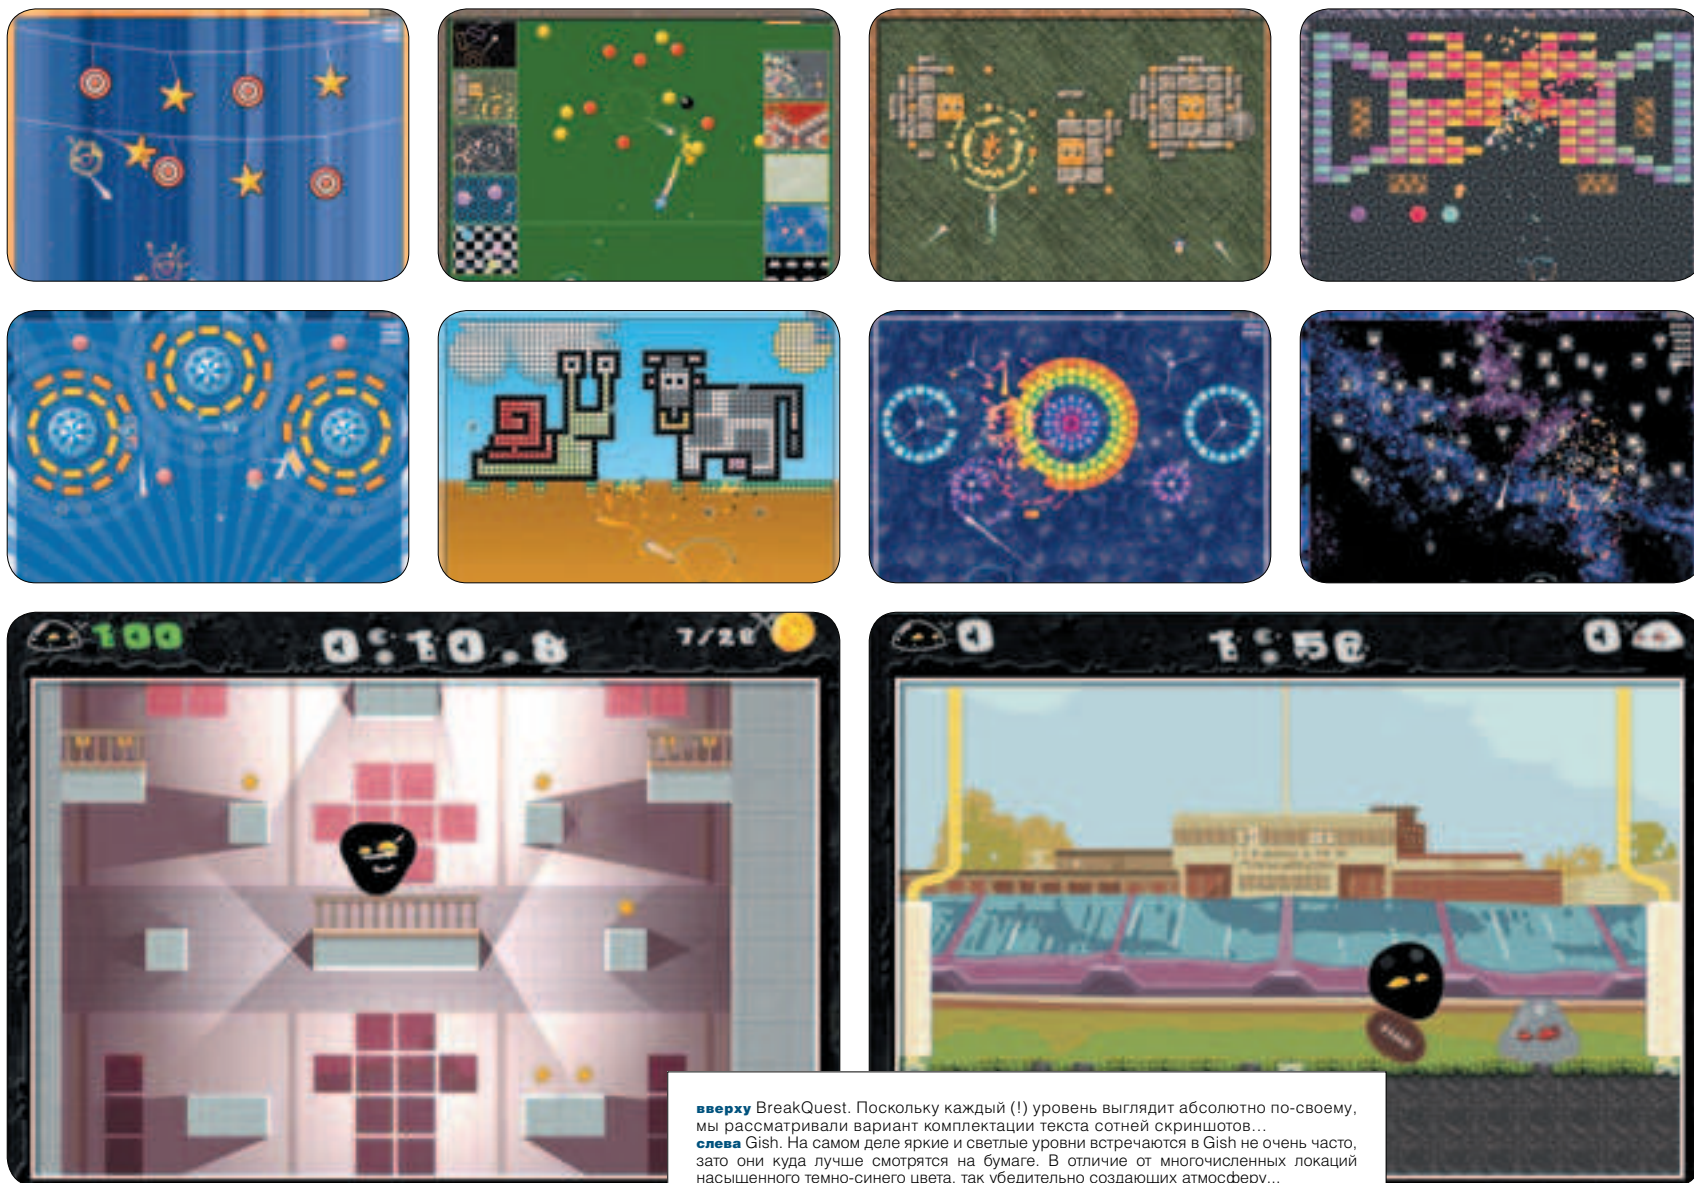 100
0:10.8
7/28
0
1:58
0
вверху BreakQuest. Поскольку каждый (!) уровень выглядит абсолютно по-своему,
мы рассматривали вариант комплектации текста сотней скриншотов...
слева Gish. На самом деле яркие и светлые уровни встречаются в Gish не очень часто,
зато они куда лучше смотрятся на бумаге. В отличие от многочисленных локаций
насыщенного темно-синего цвета, так убедительно создающих атмосферу...